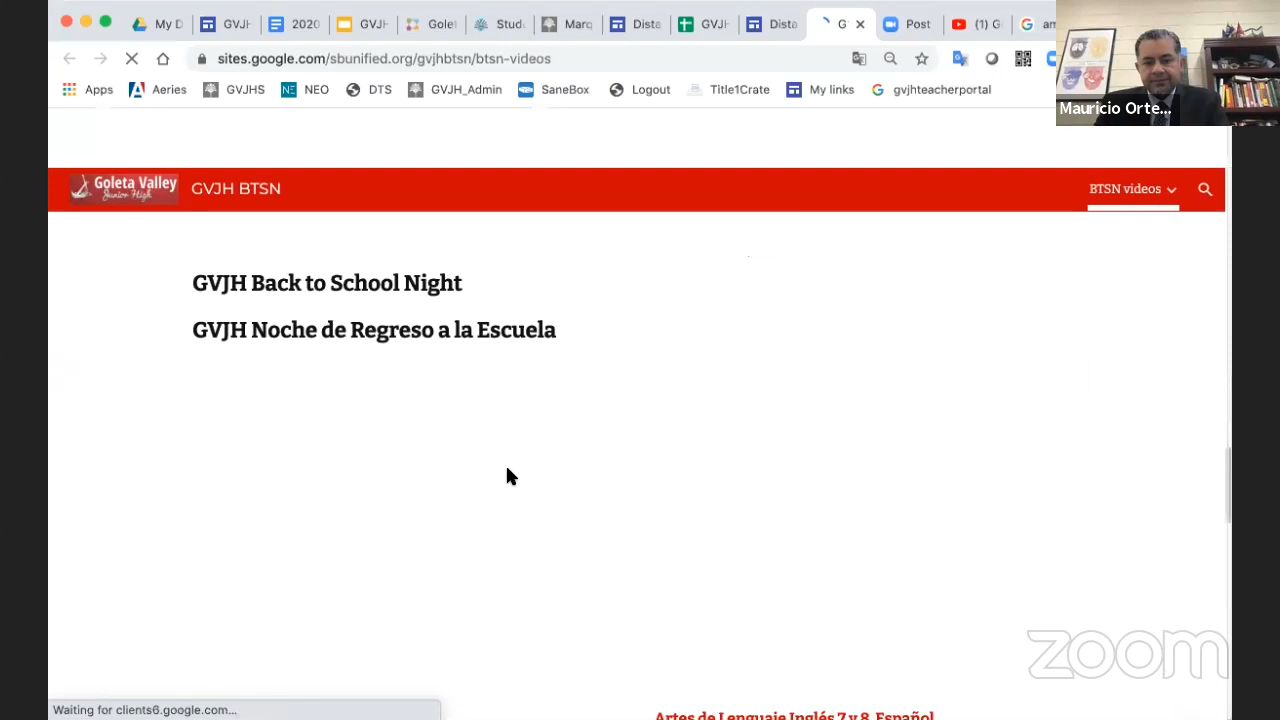 My D
GVJH
2020
GVJH
Golet
Stud
Marq
Dista
GVJH
Dista
G
Post
(1) G
am
sites.google.com/sbunified.org/gvjhbtsn/btsn-videos
Apps
Aeries
GVJHS
NEO
DTS
GVJH_Admin
SaneBox
Logout
Title1Crate
My links
gvjhteacherportal
Mauricio Orte...
Goleta Valley
Junior High
GVJH BTSN
BTSN videos
GVJH Back to School Night
GVJH Noche de Regreso a la Escuela
zoom
Waiting for clients6.google.com...
Artes de Lenguaje Inglés 7 y 8, Español